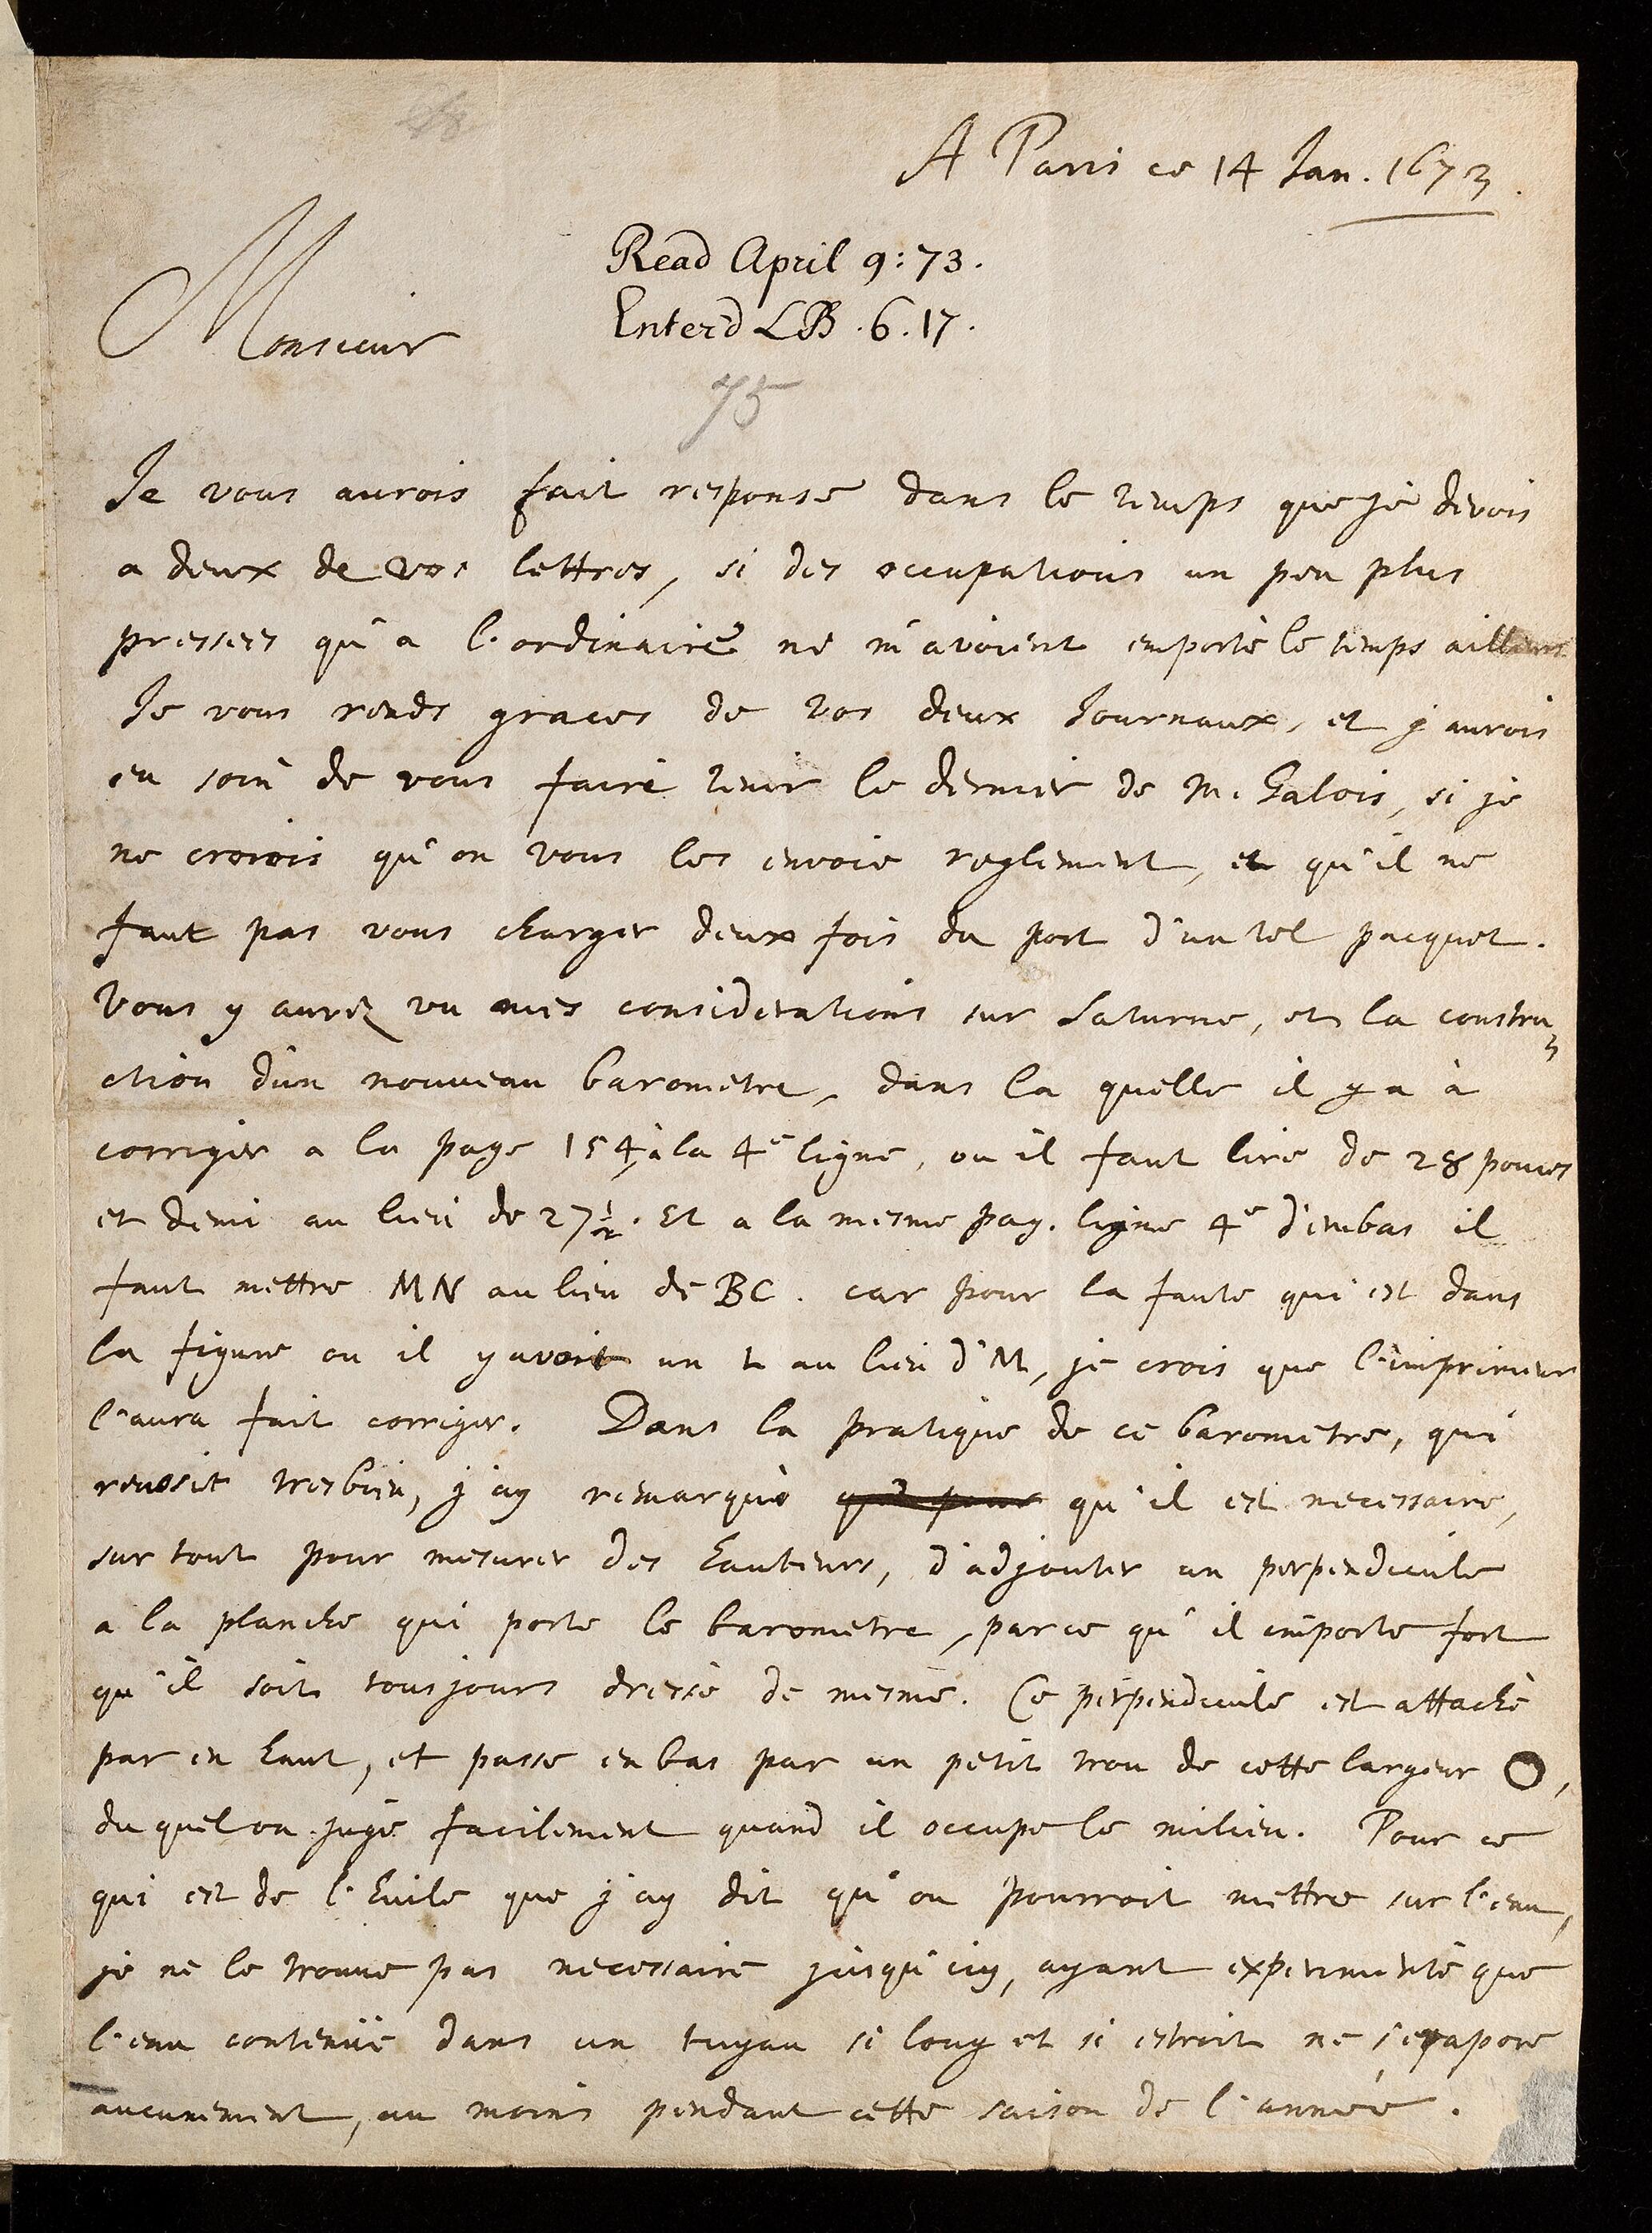 A Paris ce 14 Jan. 1673.
Read April 9: 73.
Enter'd LB. 6. 17.
Monsieur
75
Je vous aurois fait response dans le temps que je devois
a deux de vos lettres, si des occupations un peu plus
pressees qu'a l'ordinaire ne m'avoient emportè le temps ailleurs.
Je vous rends graces de vos deux Journaux, et j'aurois
eu soin de vous faire tenir le dernier de M. Galois, si je
ne croiois qu'on vous les envoie reglement, et qu'il ne
faut pas vous charger deux fois du port d'un tel pacquet.
Vous y aurez vu mes considerations sur Saturne, et la constru
ction d'un nouveau barometre, dans la quelle il y a à
corriger a la page 154, à la 4e ligne, ou il faut lire de 28 pouces
et demi au lieu de 27 1/2. Et a la mesme pag. ligne 4e d'embas il
faut mettre MN au lieu de BC. car pour la faute qui est dans
la figure ou il y avoit un t au lieu d'M, je crois que l'imprimeur
l'aura fait corriger. Dans la pratique de ce barometre, qui
reussit tresbien, j'ay remarquè qu'il est necessaire,
sur tout pour mesurer des hauteurs, d'adjouter un perpendicule
a la planche qui porte le barometre, parce qu'il importe fort
qu'il soit tousjours dressè de mesme. Ce perpendicule est attachè
par en haut, et passe en bas par un petit trou de cette largeur O,
du quel on juge facilement quand il occupe le milieu. Pour ce
qui est de l'huile que j'ay dit qu'on pourroit mettre sur l'eau,
je ne le trouve pas necessaire jusqu'icy, ayant experimentè que
l'eau contenüe dans un tuyau si long et si estroit ne s'evapore
aucunement, au moins pendant cette saison de l'année.